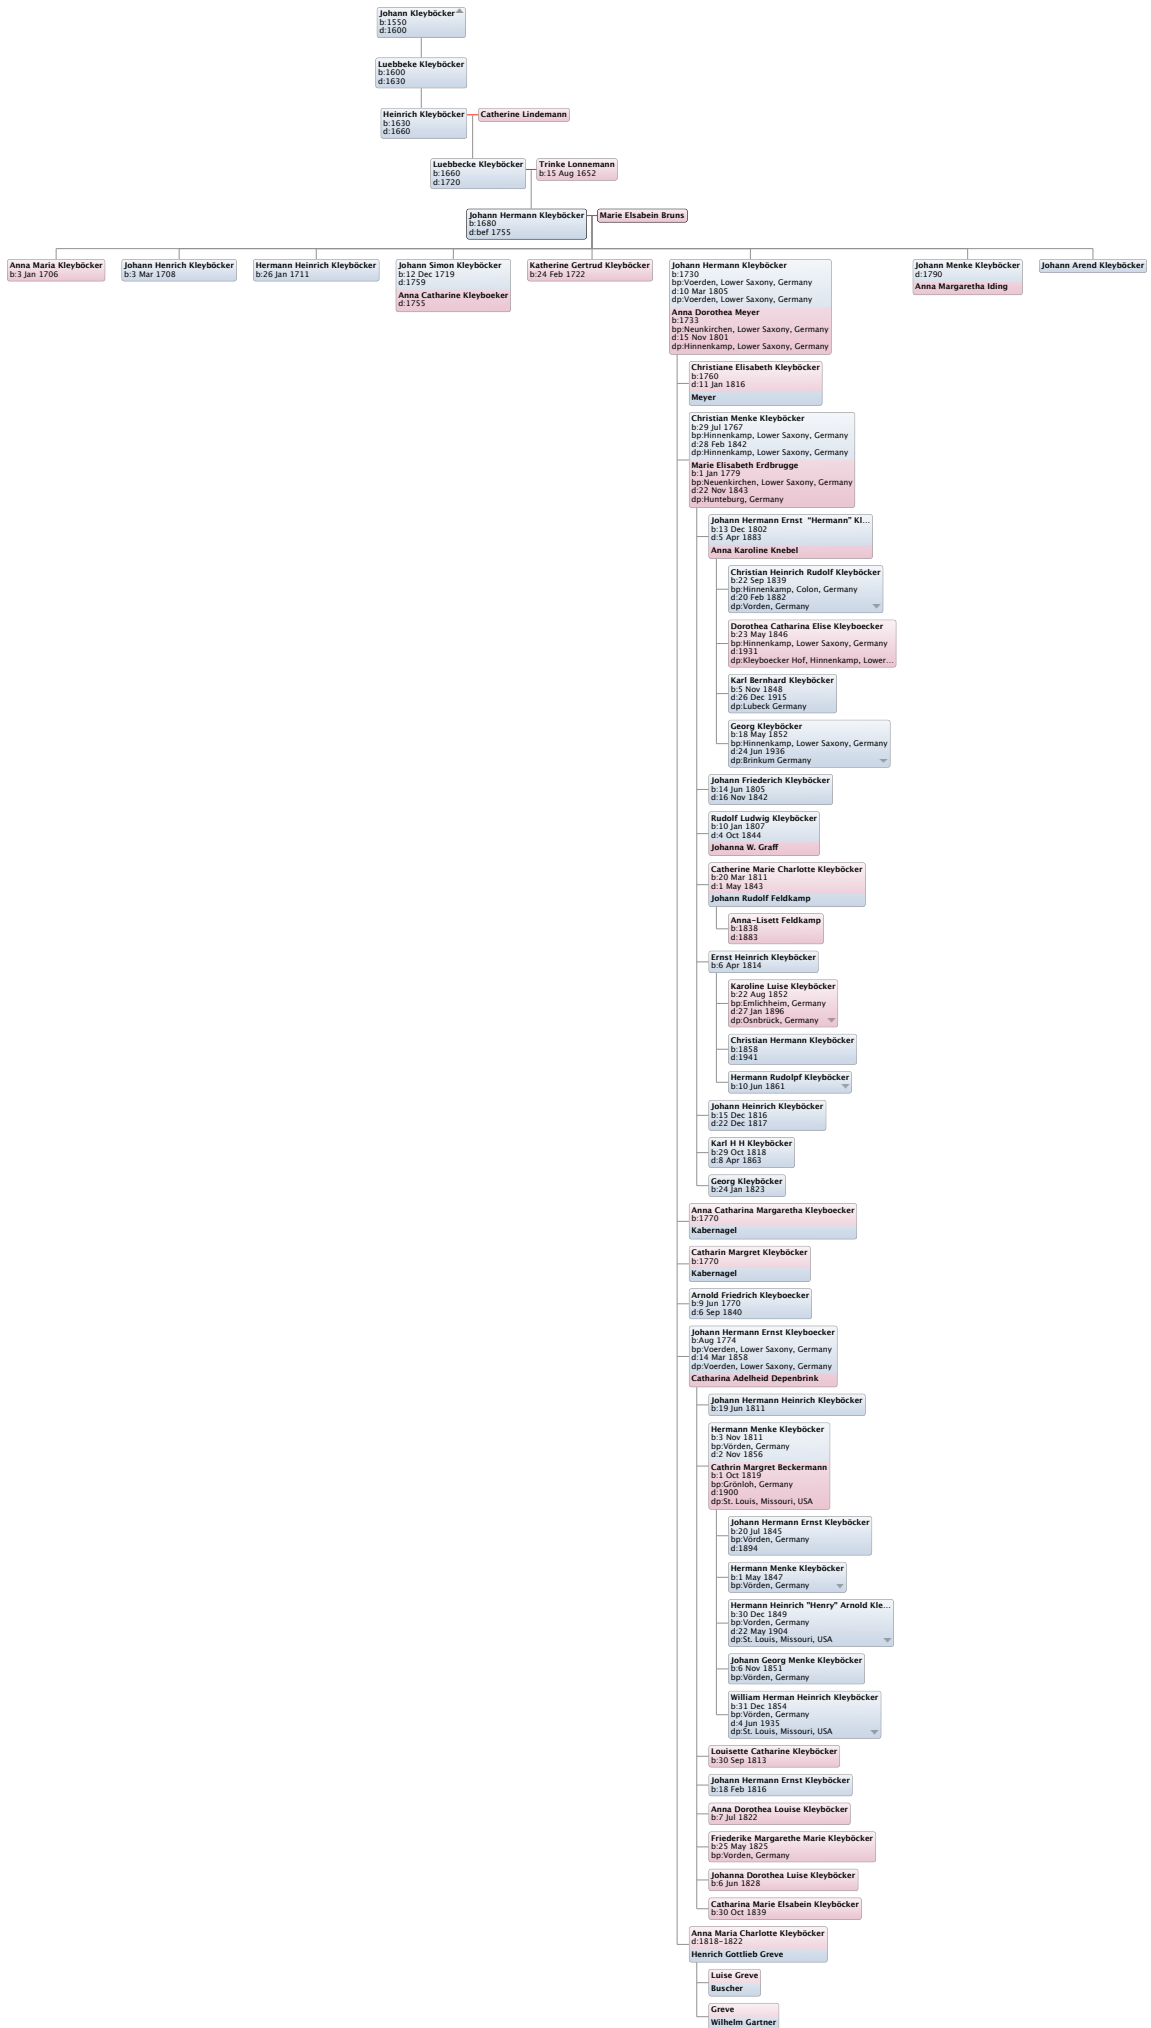 Johann Kleyböcker
b:1550
d:1600
Luebbeke Kleyböcker
b:1600
d:1630
Heinrich Kleyböcker
b:1630
d:1660
Catherine Lindemann
Luebbecke Kleyböcker
b:1660
d:1720
Trinke Lonnemann
b:15 Aug 1652
Johann Hermann Kleyböcker
b:1680
d:bef 1755
Marie Elsabein Bruns
Anna Maria Kleyböcker
b:3 Jan 1706
Johann Henrich Kleyböcker
b:3 Mar 1708
Hermann Heinrich Kleyböcker
b:26 Jan 1711
Johann Simon Kleyböcker
b:12 Dec 1719
d:1759
Anna Catharine Kleyboeker
d:1755
Katherine Gertrud Kleyböcker
b:24 Feb 1722
Johann Hermann Kleyböcker
b:1730
bp:Voerden, Lower Saxony, Germany
d:10 Mar 1805
dp:Voerden, Lower Saxony, Germany
Anna Dorothea Meyer
b:1733
bp:Neunkirchen, Lower Saxony, Germany
d:15 Nov 1801
dp:Hinnenkamp, Lower Saxony, Germany
Johann Menke Kleyböcker
d:1790
Anna Margaretha Iding
Johann Arend Kleyböcker
Christiane Elisabeth Kleyböcker
b:1760
d:11 Jan 1816
Meyer
Christian Menke Kleyböcker
b:29 Jul 1767
bp:Hinnenkamp, Lower Saxony, Germany
d:28 Feb 1842
dp:Hinnenkamp, Lower Saxony, Germany
Marie Elisabeth Erdbrugge
b:1 Jan 1779
bp:Neuenkirchen, Lower Saxony, Germany
d:22 Nov 1843
dp:Hunteburg, Germany
Johann Hermann Ernst  “Hermann” Kl...
b:13 Dec 1802
d:5 Apr 1883
Anna Karoline Knebel
Christian Heinrich Rudolf Kleyböcker
b:22 Sep 1839
bp:Hinnenkamp, Colon, Germany
d:20 Feb 1882
dp:Vorden, Germany
Dorothea Catharina Elise Kleyboecker
b:23 May 1846
bp:Hinnenkamp, Lower Saxony, Germany
d:1931
dp:Kleyboecker Hof, Hinnenkamp, Lower...
Karl Bernhard Kleyböcker
b:5 Nov 1848
d:26 Dec 1915
dp:Lubeck Germany
Georg Kleyböcker
b:18 May 1852
bp:Hinnenkamp, Lower Saxony, Germany
d:24 Jun 1936
dp:Brinkum Germany
Johann Friederich Kleyböcker
b:14 Jun 1805
d:16 Nov 1842
Rudolf Ludwig Kleyböcker
b:10 Jan 1807
d:4 Oct 1844
Johanna W. Graff
Catherine Marie Charlotte Kleyböcker
b:20 Mar 1811
d:1 May 1843
Johann Rudolf Feldkamp
Anna-Lisett Feldkamp
b:1838
d:1883
Ernst Heinrich Kleyböcker
b:6 Apr 1814
Karoline Luise Kleyböcker
b:22 Aug 1852
bp:Emlichheim, Germany
d:27 Jan 1896
dp:Osnbrück, Germany
Christian Hermann Kleyböcker
b:1858
d:1941
Hermann Rudolpf Kleyböcker
b:10 Jun 1861
Johann Heinrich Kleyböcker
b:15 Dec 1816
d:22 Dec 1817
Karl H H Kleyböcker
b:29 Oct 1818
d:8 Apr 1863
Georg Kleyböcker
b:24 Jan 1823
Anna Catharina Margaretha Kleyboecker
b:1770
Kabernagel
Catharin Margret Kleyböcker
b:1770
Kabernagel
Arnold Friedrich Kleyboecker
b:9 Jun 1770
d:6 Sep 1840
Johann Hermann Ernst Kleyboecker
b:Aug 1774
bp:Voerden, Lower Saxony, Germany
d:14 Mar 1858
dp:Voerden, Lower Saxony, Germany
Catharina Adelheid Depenbrink
Johann Hermann Heinrich Kleyböcker
b:19 Jun 1811
Hermann Menke Kleyböcker
b:3 Nov 1811
bp:Vörden, Germany
d:2 Nov 1856
Cathrin Margret Beckermann
b:1 Oct 1819
bp:Grönloh, Germany
d:1900
dp:St. Louis, Missouri, USA
Johann Hermann Ernst Kleyböcker
b:20 Jul 1845
bp:Vörden, Germany
d:1894
Hermann Menke Kleyböcker
b:1 May 1847
bp:Vörden, Germany
Hermann Heinrich "Henry" Arnold Kle...
b:30 Dec 1849
bp:Vorden, Germany
d:22 May 1904
dp:St. Louis, Missouri, USA
Johann Georg Menke Kleyböcker
b:6 Nov 1851
bp:Vörden, Germany
William Herman Heinrich Kleyböcker
b:31 Dec 1854
bp:Vörden, Germany
d:4 Jun 1935
dp:St. Louis, Missouri, USA
Louisette Catharine Kleyböcker
b:30 Sep 1813
Johann Hermann Ernst Kleyböcker
b:18 Feb 1816
Anna Dorothea Louise Kleyböcker
b:7 Jul 1822
Friederike Margarethe Marie Kleyböcker
b:25 May 1825
bp:Vorden, Germany
Johanna Dorothea Luise Kleyböcker
b:6 Jun 1828
Catharina Marie Elsabein Kleyböcker
b:30 Oct 1839
Anna Maria Charlotte Kleyböcker
d:1818-1822
Henrich Gottlieb Greve
Luise Greve
Buscher
Greve
Wilhelm Gartner